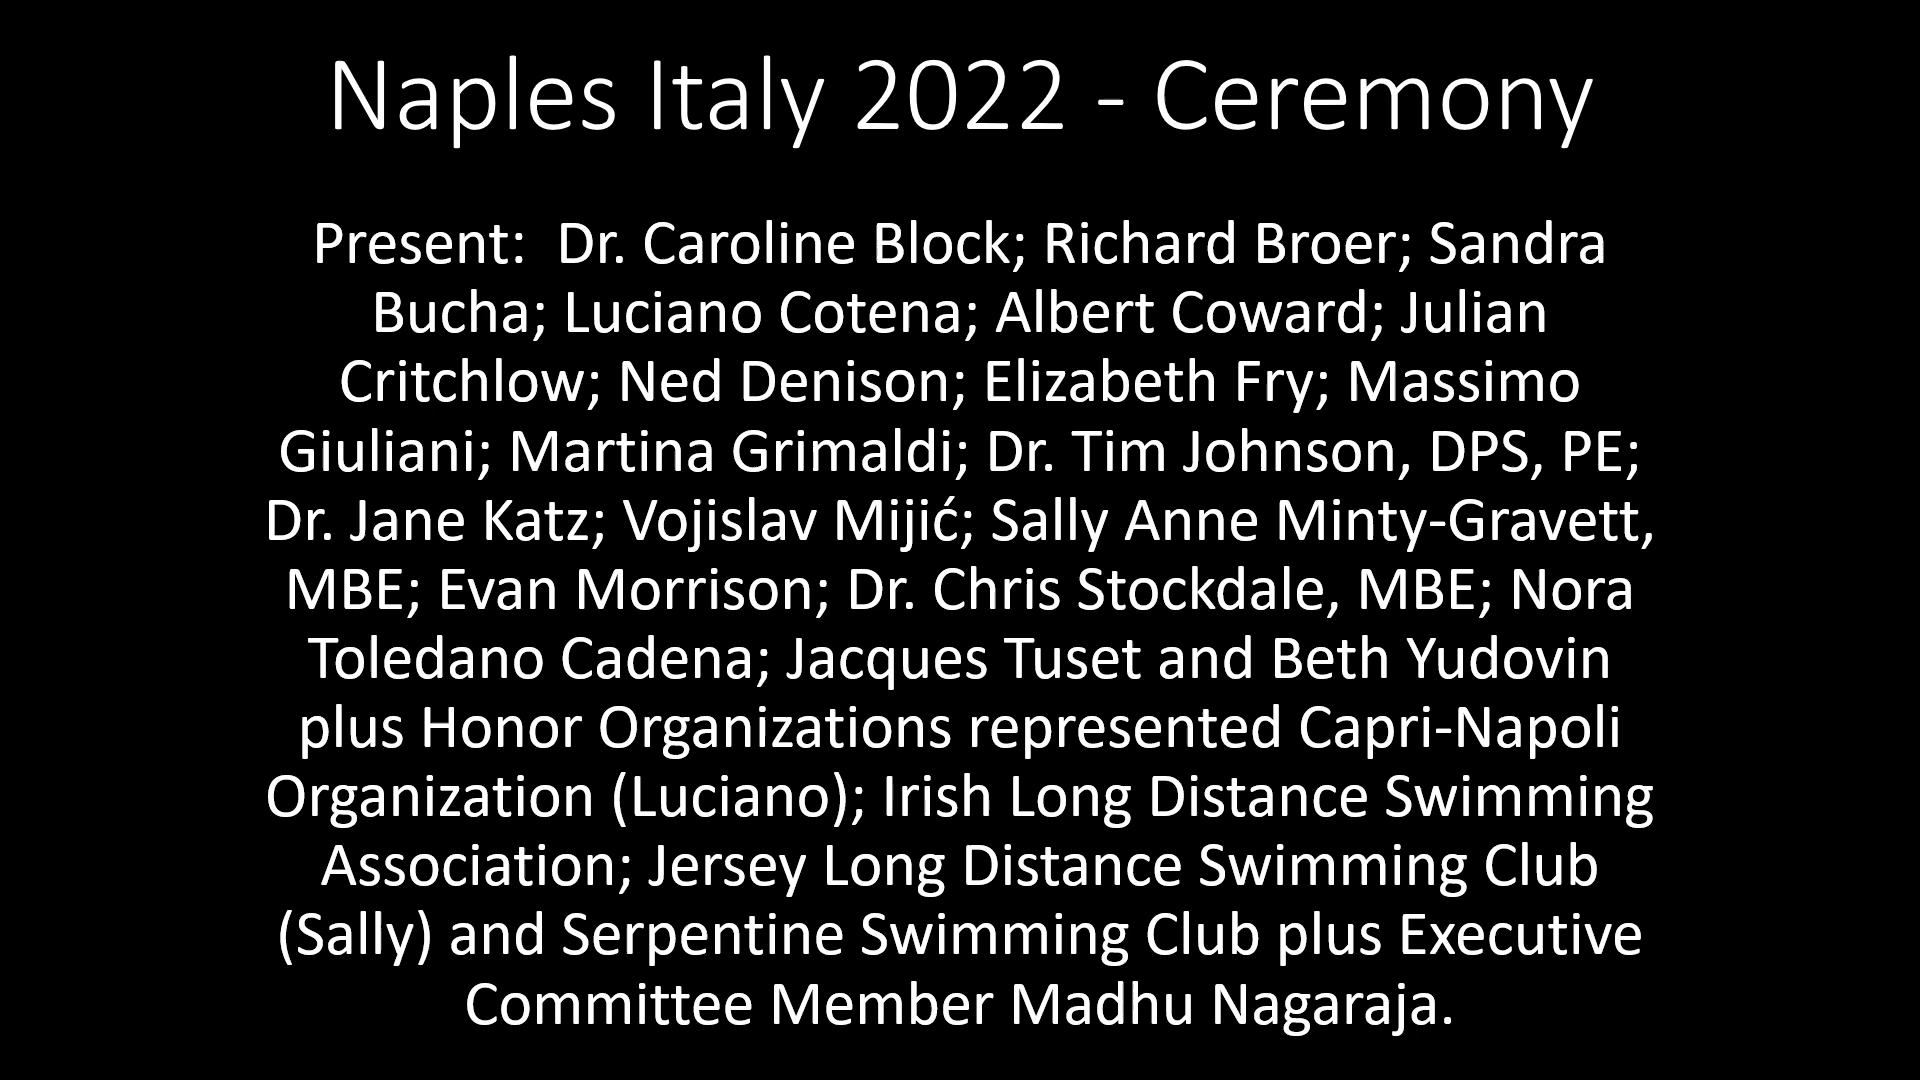 Naples Italy 2022 - Ceremony
Present:  Dr. Caroline Block; Richard Broer; Sandra
Bucha; Luciano Cotena; Albert Coward; Julian
Critchlow; Ned Denison; Elizabeth Fry; Massimo
Giuliani; Martina Grimaldi; Dr. Tim Johnson, DPS, PE;
Dr. Jane Katz; Vojislav Mijić; Sally Anne Minty-Gravett,
MBE; Evan Morrison; Dr. Chris Stockdale, MBE; Nora
Toledano Cadena; Jacques Tuset and Beth Yudovin
plus Honor Organizations represented Capri-Napoli
Organization (Luciano); Irish Long Distance Swimming
Association; Jersey Long Distance Swimming Club
(Sally) and Serpentine Swimming Club plus Executive
Committee Member Madhu Nagaraja.